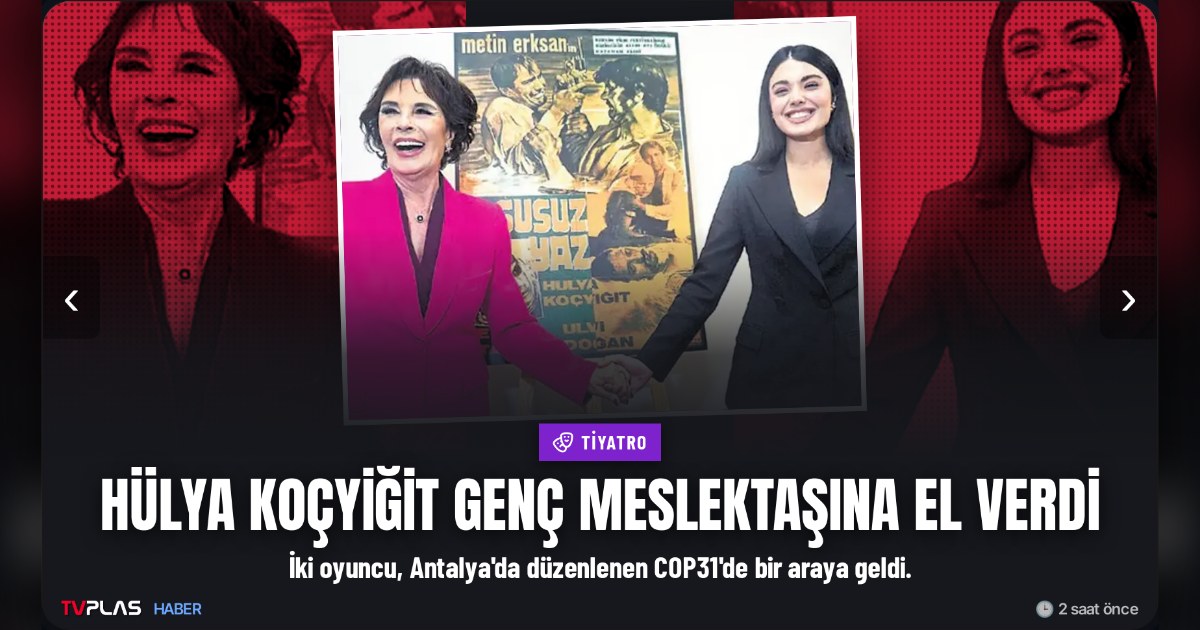 metin erksan'ın
SUSUZ
YAZ
HÜLYA
KOÇYİĞİT
ULVİ
DOĞAN
TİYATRO
HÜLYA KOÇYİĞİT GENÇ MESLEKTAŞINA EL VERDİ
İki oyuncu, Antalya'da düzenlenen COP31'de bir araya geldi.
TVPLAS HABER
2 saat önce